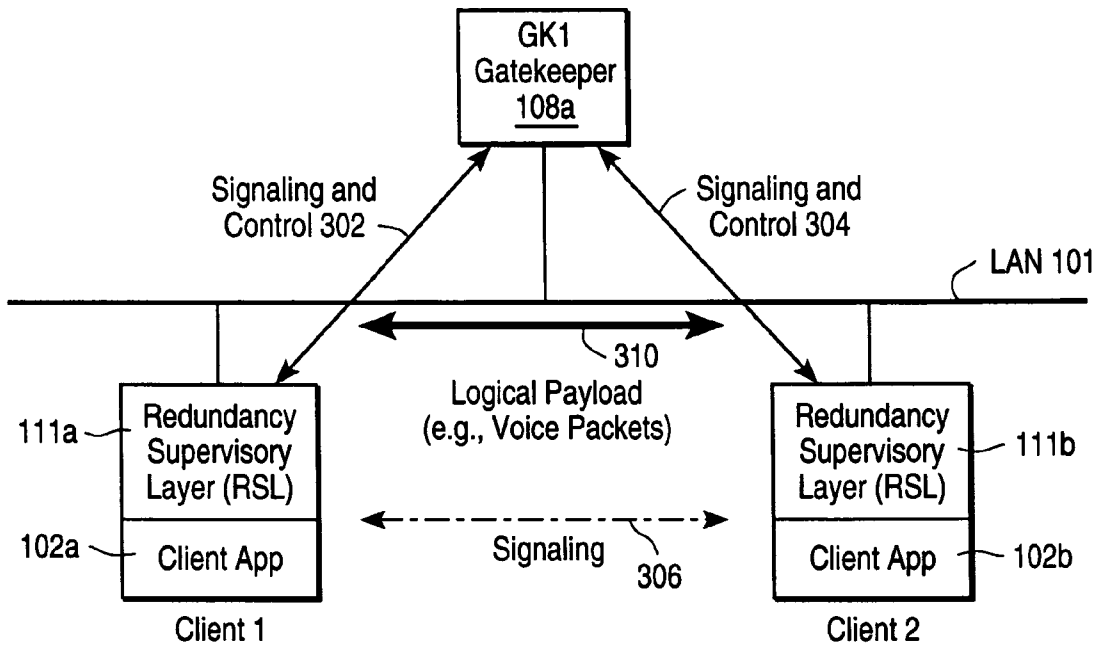 GK1
Gatekeeper
108a
Signaling and
Control 302
Signaling and
Control 304
LAN 101
310
Logical Payload
(e.g., Voice Packets)
111a
Redundancy
Supervisory
Layer (RSL)
Redundancy
Supervisory
Layer (RSL)
111b
102a
Client App
Signaling
306
Client App
102b
Client 1
Client 2